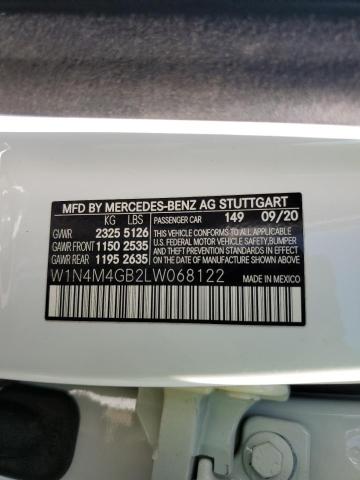 MFD BY MERCEDES-BENZ AG STUTTGART
KG LBS PASSENGER CAR 149 09/20
GVWR 2325 5126
GAWR FRONT 1150 2535
GAWR REAR 1195 2635
THIS VEHICLE CONFORMS TO ALL APPLICABLE
U.S. FEDERAL MOTOR VEHICLE SAFETY, BUMPER
AND THEFT PREVENTION STANDARDS IN EFFECT
ON THE DATE OF MANUFACTURE SHOWN ABOVE.
W1N4M4GB2LW068122 MADE IN MEXICO